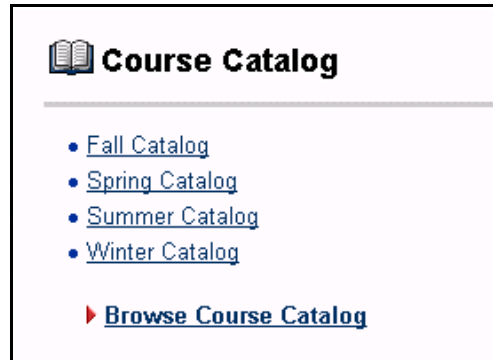 Course Catalog
Fall Catalog
Spring Catalog
Summer Catalog
Winter Catalog
Browse Course Catalog